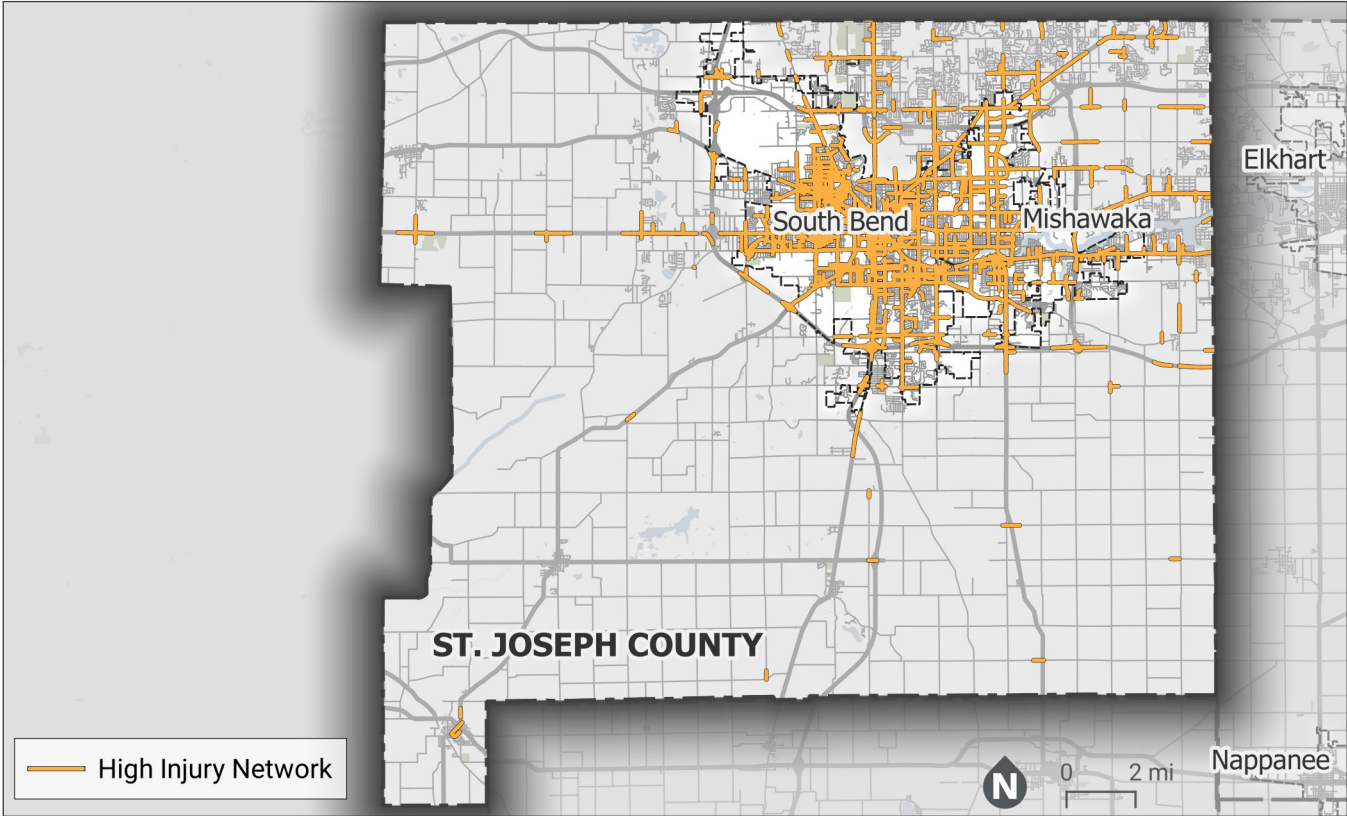 Elkhart
South Bend
Mishawaka
ST. JOSEPH COUNTY
High Injury Network
N
0 2 mi
Nappanee